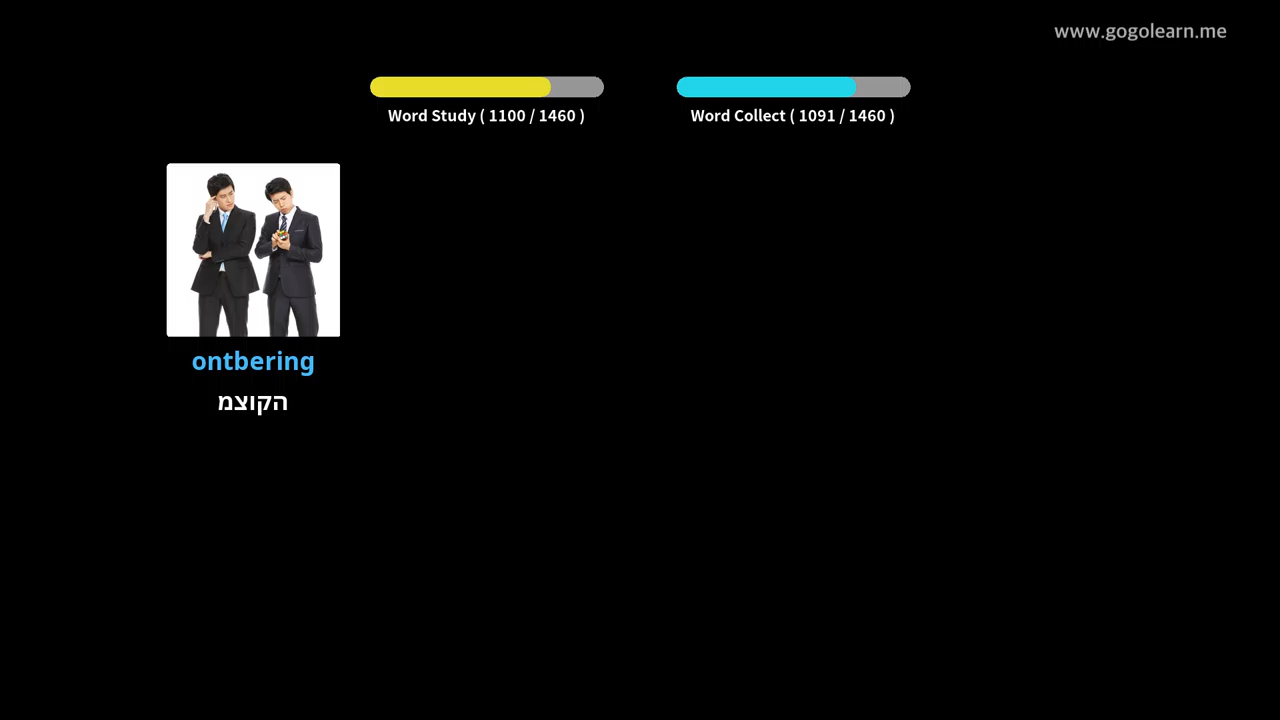 www.gogolearn.me
Word Study ( 1100 / 1460 )
Word Collect ( 1091 / 1460 )
ontbering
הקוצמ